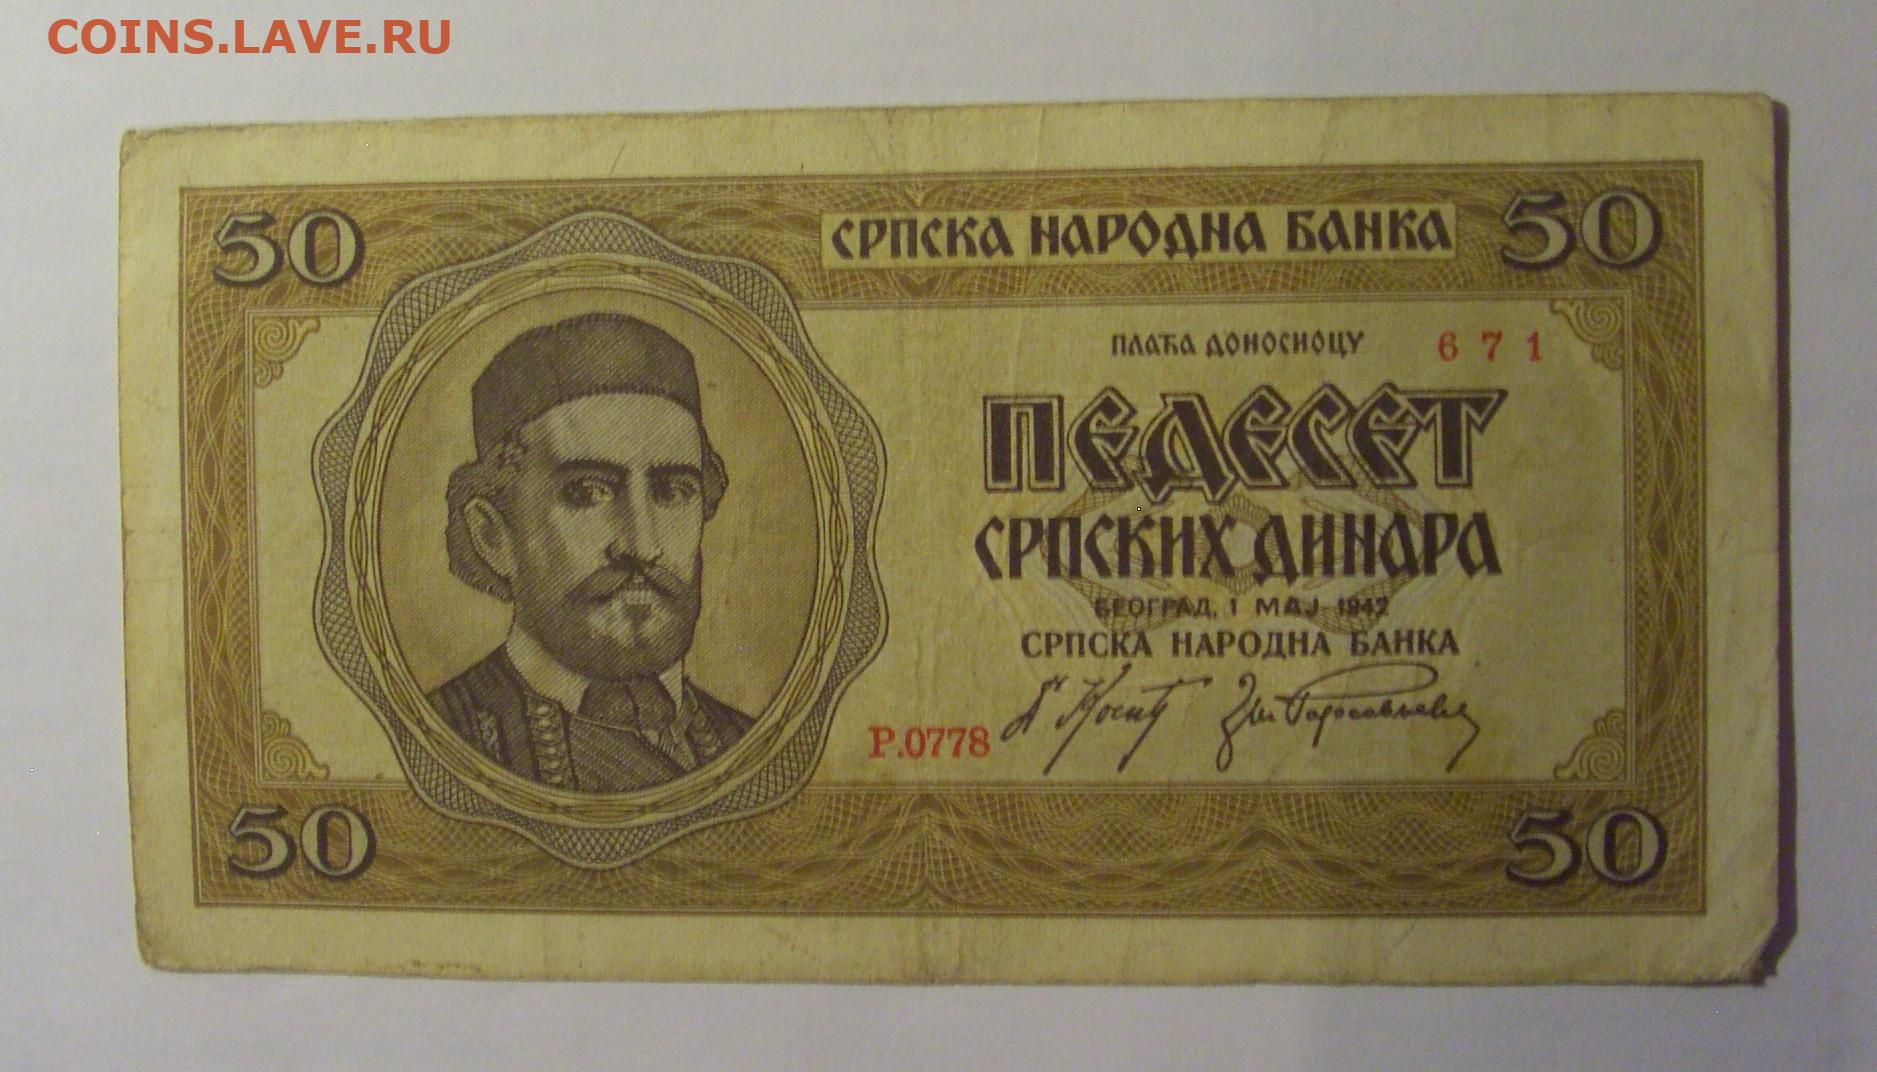 COINS.LAVE.RU
50
СРПСКА НАРОДНА БАНКА
50
ПЛАЋА ДОНОСИОЦУ
671
ПЕДЕСЕТ
СРПСКИХ ДИНАРА
БЕОГРАД, 1 МАЈ 1942
СРПСКА НАРОДНА БАНКА
Р.0778
50
50